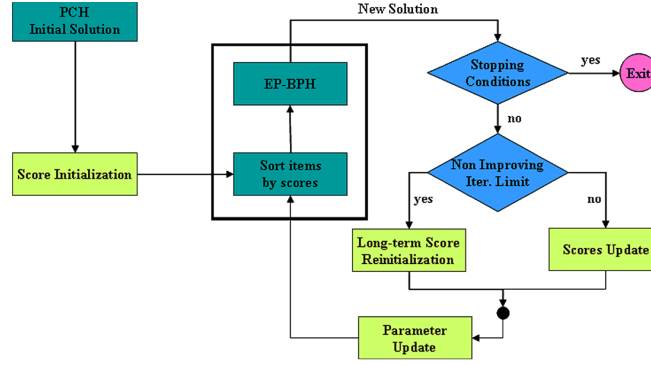 PCH
Initial Solution
New Solution
EP-BPH
Stopping
Conditions
yes
Exit
no
Score Initialization
Sort items
by scores
Non Improving
Iter. Limit
yes
no
Long-term Score
Reinitialization
Scores Update
Parameter
Update